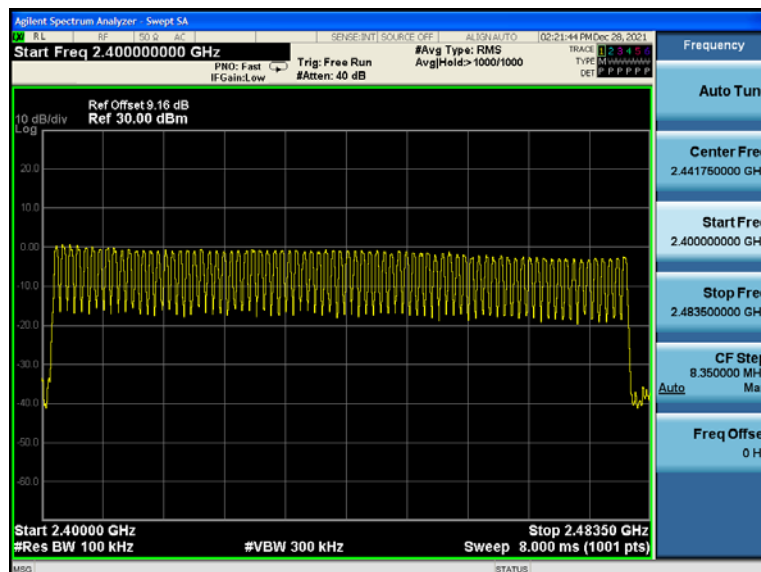 Agilent Spectrum Analyzer - Swept SA
RL RF 50 Ω AC SENSE:INT SOURCE OFF ALIGNAUTO 02:21:44 PM Dec 28, 2021
Start Freq 2.400000000 GHz
PNO: Fast
IFGain:Low
Trig: Free Run
#Atten: 40 dB
#Avg Type: RMS
Avg|Hold:>1000/1000
TRACE 1 2 3 4 5 6
TYPE M
DET P P P P P P
Frequency
Ref Offset 9.16 dB
10 dB/div Ref 30.00 dBm
Log
20.0
10.0
0.00
-10.0
-20.0
-30.0
-40.0
-50.0
-60.0
Start 2.40000 GHz Stop 2.48350 GHz
#Res BW 100 kHz #VBW 300 kHz Sweep 8.000 ms (1001 pts)
MSG STATUS
Auto Tun
Center Fre
2.441750000 GH
Start Fre
2.400000000 GH
Stop Fre
2.483500000 GH
CF Step
8.350000 MH
Auto Ma
Freq Offse
0 H